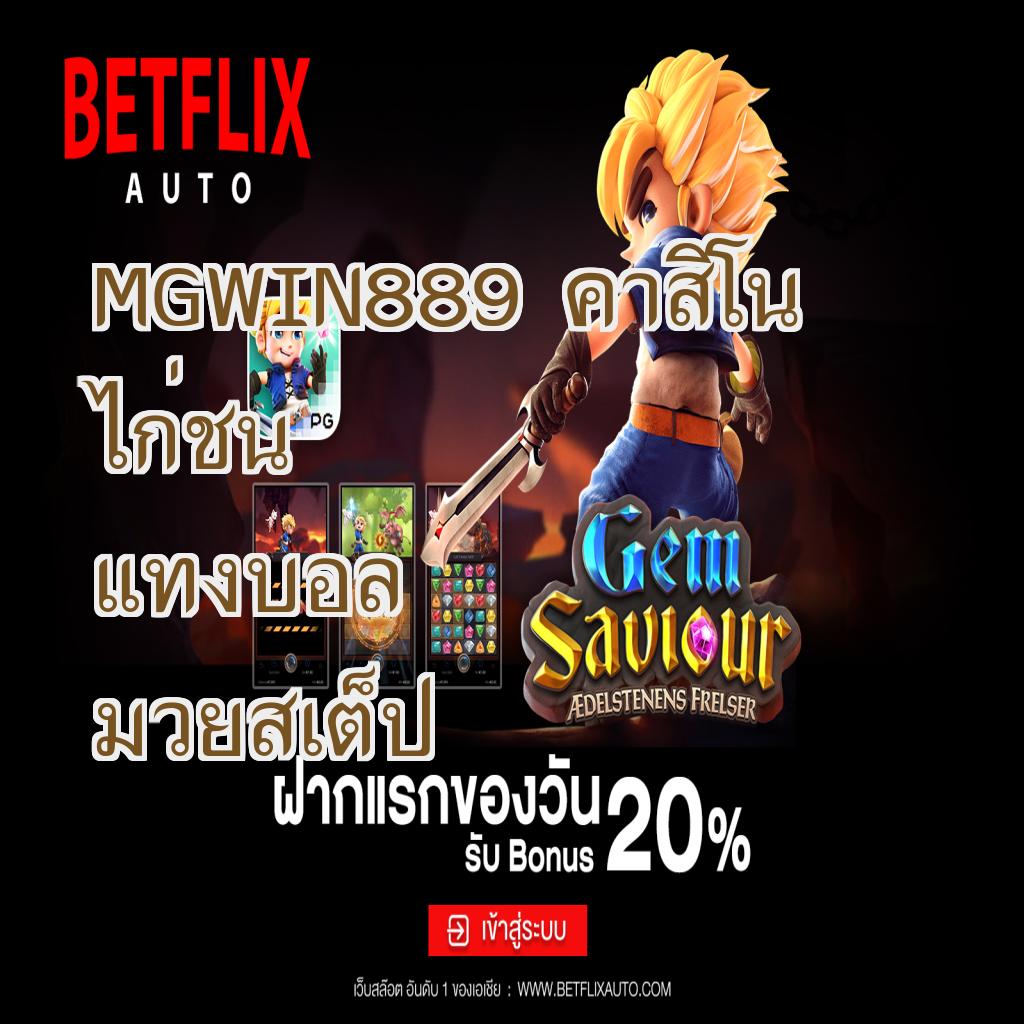 BETFLIX
AUTO
MGWIN889 คาสิโน
ไก่ชน
PG
แทงบอล
มวยสเต็ป
Gem
Saviour
ÆDELSTENENS FRELSER
ฝากแรกของวัน
รับ Bonus 20%
เข้าสู่ระบบ
เว็บสล๊อต อันดับ 1 ของเอเชีย : WWW.BETFLIXAUTO.COM